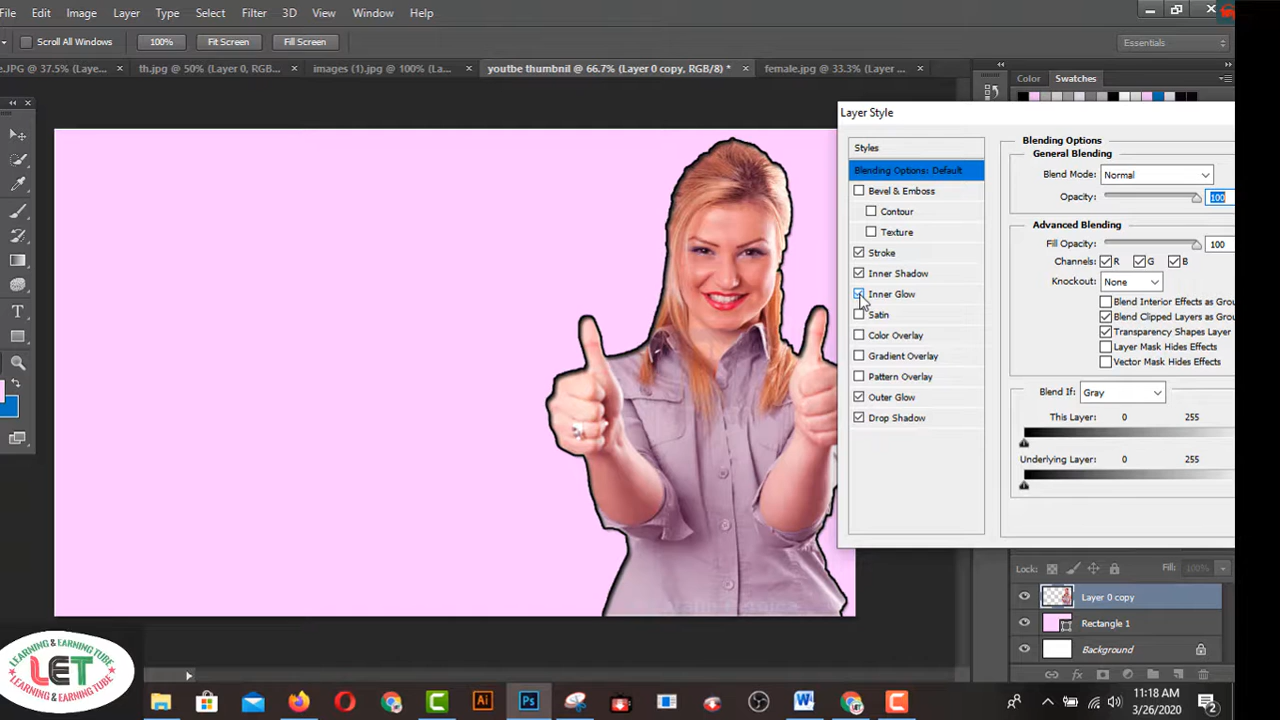 File Edit Image Layer Type Select Filter 3D View Window Help
Scroll All Windows 100% Fit Screen Fill Screen Essentials
e.JPG @ 37.5% (Laye... × th.jpg @ 50% (Layer 0, RGB... × images (1).jpg @ 100% (La... × youtbe thumbnil @ 66.7% (Layer 0 copy, RGB/8) * × female.jpg @ 33.3% (Layer ... ×
Color Swatches
Layer Style
Styles
Blending Options: Default
Bevel & Emboss
Contour
Texture
Stroke
Inner Shadow
Inner Glow
Satin
Color Overlay
Gradient Overlay
Pattern Overlay
Outer Glow
Drop Shadow
Blending Options
General Blending
Blend Mode: Normal
Opacity: 100
Advanced Blending
Fill Opacity: 100
Channels: R G B
Knockout: None
Blend Interior Effects as Grou
Blend Clipped Layers as Grou
Transparency Shapes Layer
Layer Mask Hides Effects
Vector Mask Hides Effects
Blend If: Gray
This Layer: 0 255
Underlying Layer: 0 255
Lock: Fill: 100%
Layer 0 copy
Rectangle 1
Background
LEARNING & EARNING TUBE
LET
LEARNING & EARNING TUBE
Ai Ps W
11:18 AM
3/26/2020
2